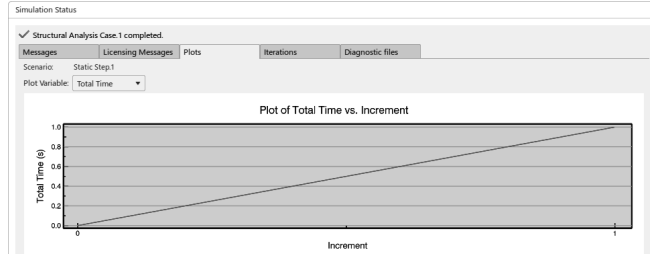 Simulation Status
Structural Analysis Case.1 completed.
Messages Licensing Messages Plots Iterations Diagnostic files
Scenario: Static Step.1
Plot Variable: Total Time
Plot of Total Time vs. Increment
Total Time (s)
1.0
0.8
0.6
0.4
0.2
0.0
0 1
Increment